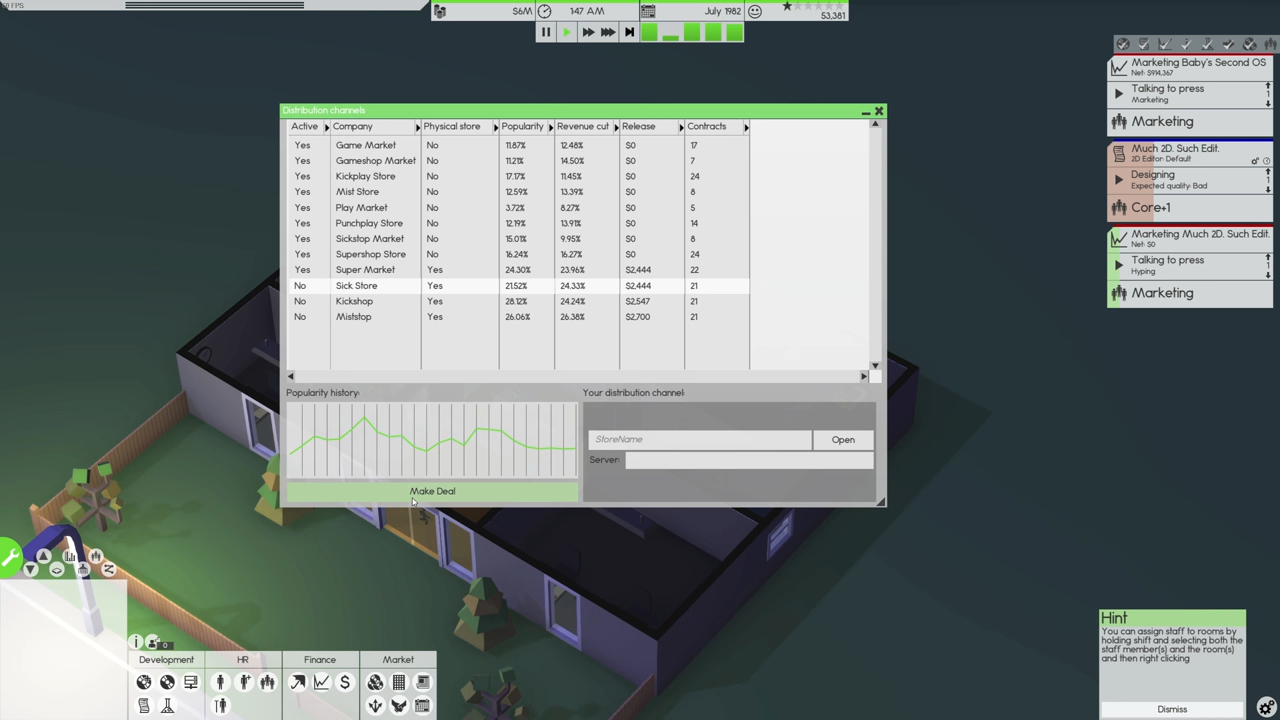 60 FPS
$6M
1:47 AM
July 1982
53,381
Distribution channels
Active Company Physical store Popularity Revenue cut Release Contracts
Yes Game Market No 11.87% 12.48% $0 17
Yes Gameshop Market No 11.21% 14.50% $0 7
Yes Kickplay Store No 17.17% 11.45% $0 24
Yes Mist Store No 12.59% 13.39% $0 8
Yes Play Market No 3.72% 8.27% $0 5
Yes Punchplay Store No 12.19% 13.91% $0 14
Yes Sickstop Market No 15.01% 9.95% $0 8
Yes Supershop Store No 16.24% 16.27% $0 24
Yes Super Market Yes 24.30% 23.96% $2,444 22
No Sick Store Yes 21.52% 24.33% $2,444 21
No Kickshop Yes 28.12% 24.24% $2,547 21
No Miststop Yes 26.06% 26.38% $2,700 21
Popularity history:
Make Deal
Your distribution channel:
StoreName
Open
Server:
Marketing Baby's Second OS
Net: $914,367
Talking to press
Marketing
1
Marketing
Much 2D. Such Edit.
2D Editor: Default
Designing
Expected quality: Bad
1
Core+1
Marketing Much 2D. Such Edit.
Net: $0
Talking to press
Hyping
1
Marketing
Hint
You can assign staff to rooms by
holding shift and selecting both the
staff member(s) and the room(s)
and then right clicking
Dismiss
0
Development HR Finance Market